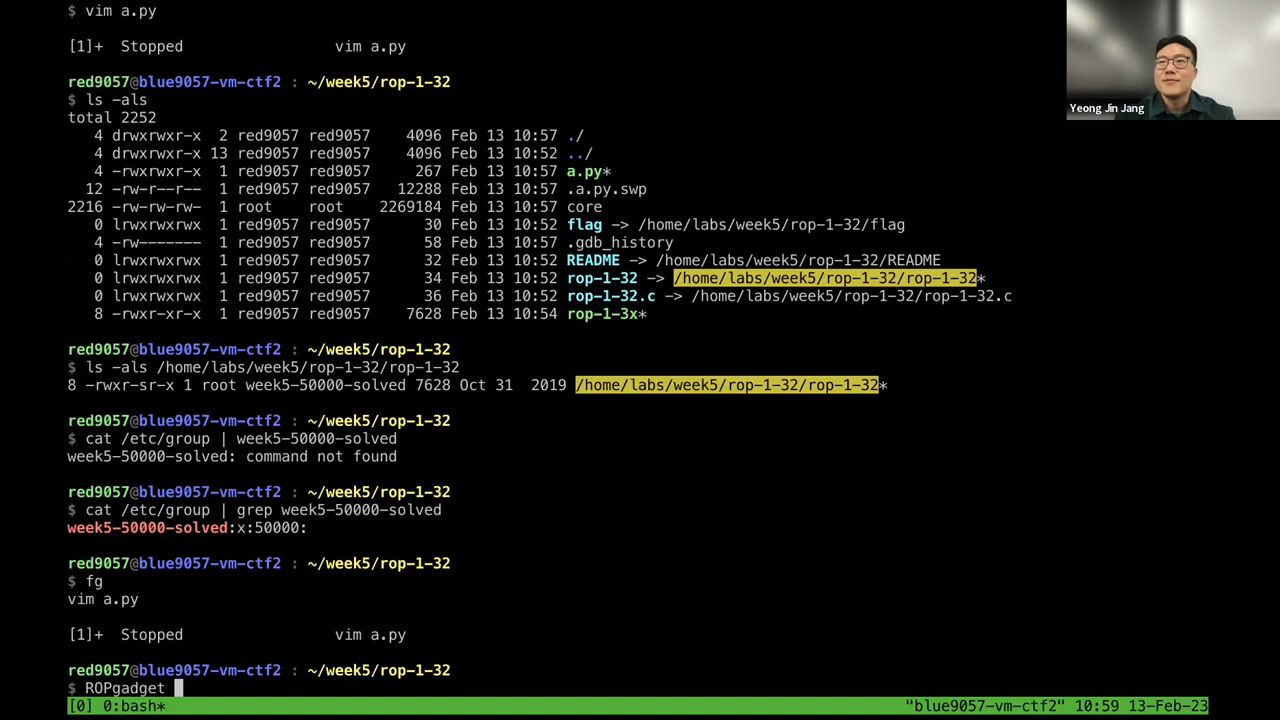 $ vim a.py
[1]+  Stopped                 vim a.py
red9057@blue9057-vm-ctf2 : ~/week5/rop-1-32
$ ls -als
total 2252
4 drwxrwxr-x  2 red9057 red9057    4096 Feb 13 10:57 ./
4 drwxrwxr-x 13 red9057 red9057    4096 Feb 13 10:52 ../
4 -rwxrwxr-x  1 red9057 red9057     267 Feb 13 10:57 a.py*
12 -rw-r--r--  1 red9057 red9057   12288 Feb 13 10:57 .a.py.swp
2216 -rw-rw-rw-  1 root    root    2269184 Feb 13 10:57 core
0 lrwxrwxrwx  1 red9057 red9057      30 Feb 13 10:52 flag -> /home/labs/week5/rop-1-32/flag
4 -rw-------  1 red9057 red9057      58 Feb 13 10:57 .gdb_history
0 lrwxrwxrwx  1 red9057 red9057      32 Feb 13 10:52 README -> /home/labs/week5/rop-1-32/README
0 lrwxrwxrwx  1 red9057 red9057      34 Feb 13 10:52 rop-1-32 -> /home/labs/week5/rop-1-32/rop-1-32*
0 lrwxrwxrwx  1 red9057 red9057      36 Feb 13 10:52 rop-1-32.c -> /home/labs/week5/rop-1-32/rop-1-32.c
8 -rwxr-xr-x  1 red9057 red9057    7628 Feb 13 10:54 rop-1-3x*
red9057@blue9057-vm-ctf2 : ~/week5/rop-1-32
$ ls -als /home/labs/week5/rop-1-32/rop-1-32
8 -rwxr-sr-x 1 root week5-50000-solved 7628 Oct 31  2019 /home/labs/week5/rop-1-32/rop-1-32*
red9057@blue9057-vm-ctf2 : ~/week5/rop-1-32
$ cat /etc/group | week5-50000-solved
week5-50000-solved: command not found
red9057@blue9057-vm-ctf2 : ~/week5/rop-1-32
$ cat /etc/group | grep week5-50000-solved
week5-50000-solved:x:50000:
red9057@blue9057-vm-ctf2 : ~/week5/rop-1-32
$ fg
vim a.py
[1]+  Stopped                 vim a.py
red9057@blue9057-vm-ctf2 : ~/week5/rop-1-32
$ ROPgadget
[0] 0:bash* "blue9057-vm-ctf2" 10:59 13-Feb-23
Yeong Jin Jang